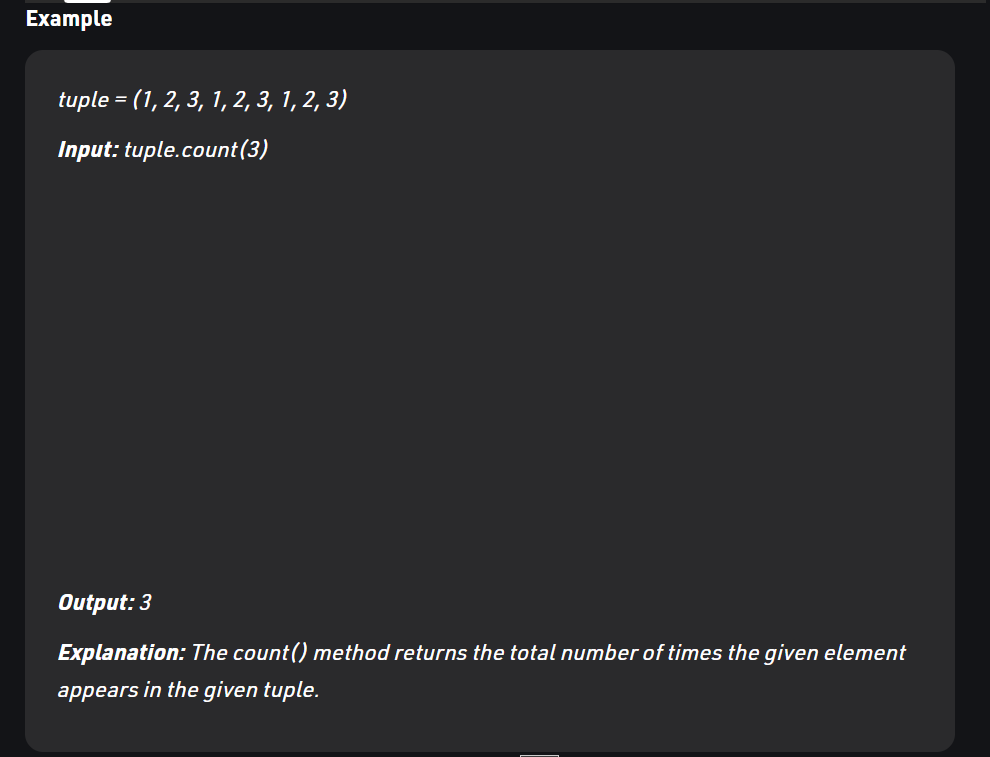 Example
tuple = (1, 2, 3, 1, 2, 3, 1, 2, 3)
Input: tuple.count(3)
Output: 3
Explanation: The count() method returns the total number of times the given element
appears in the given tuple.